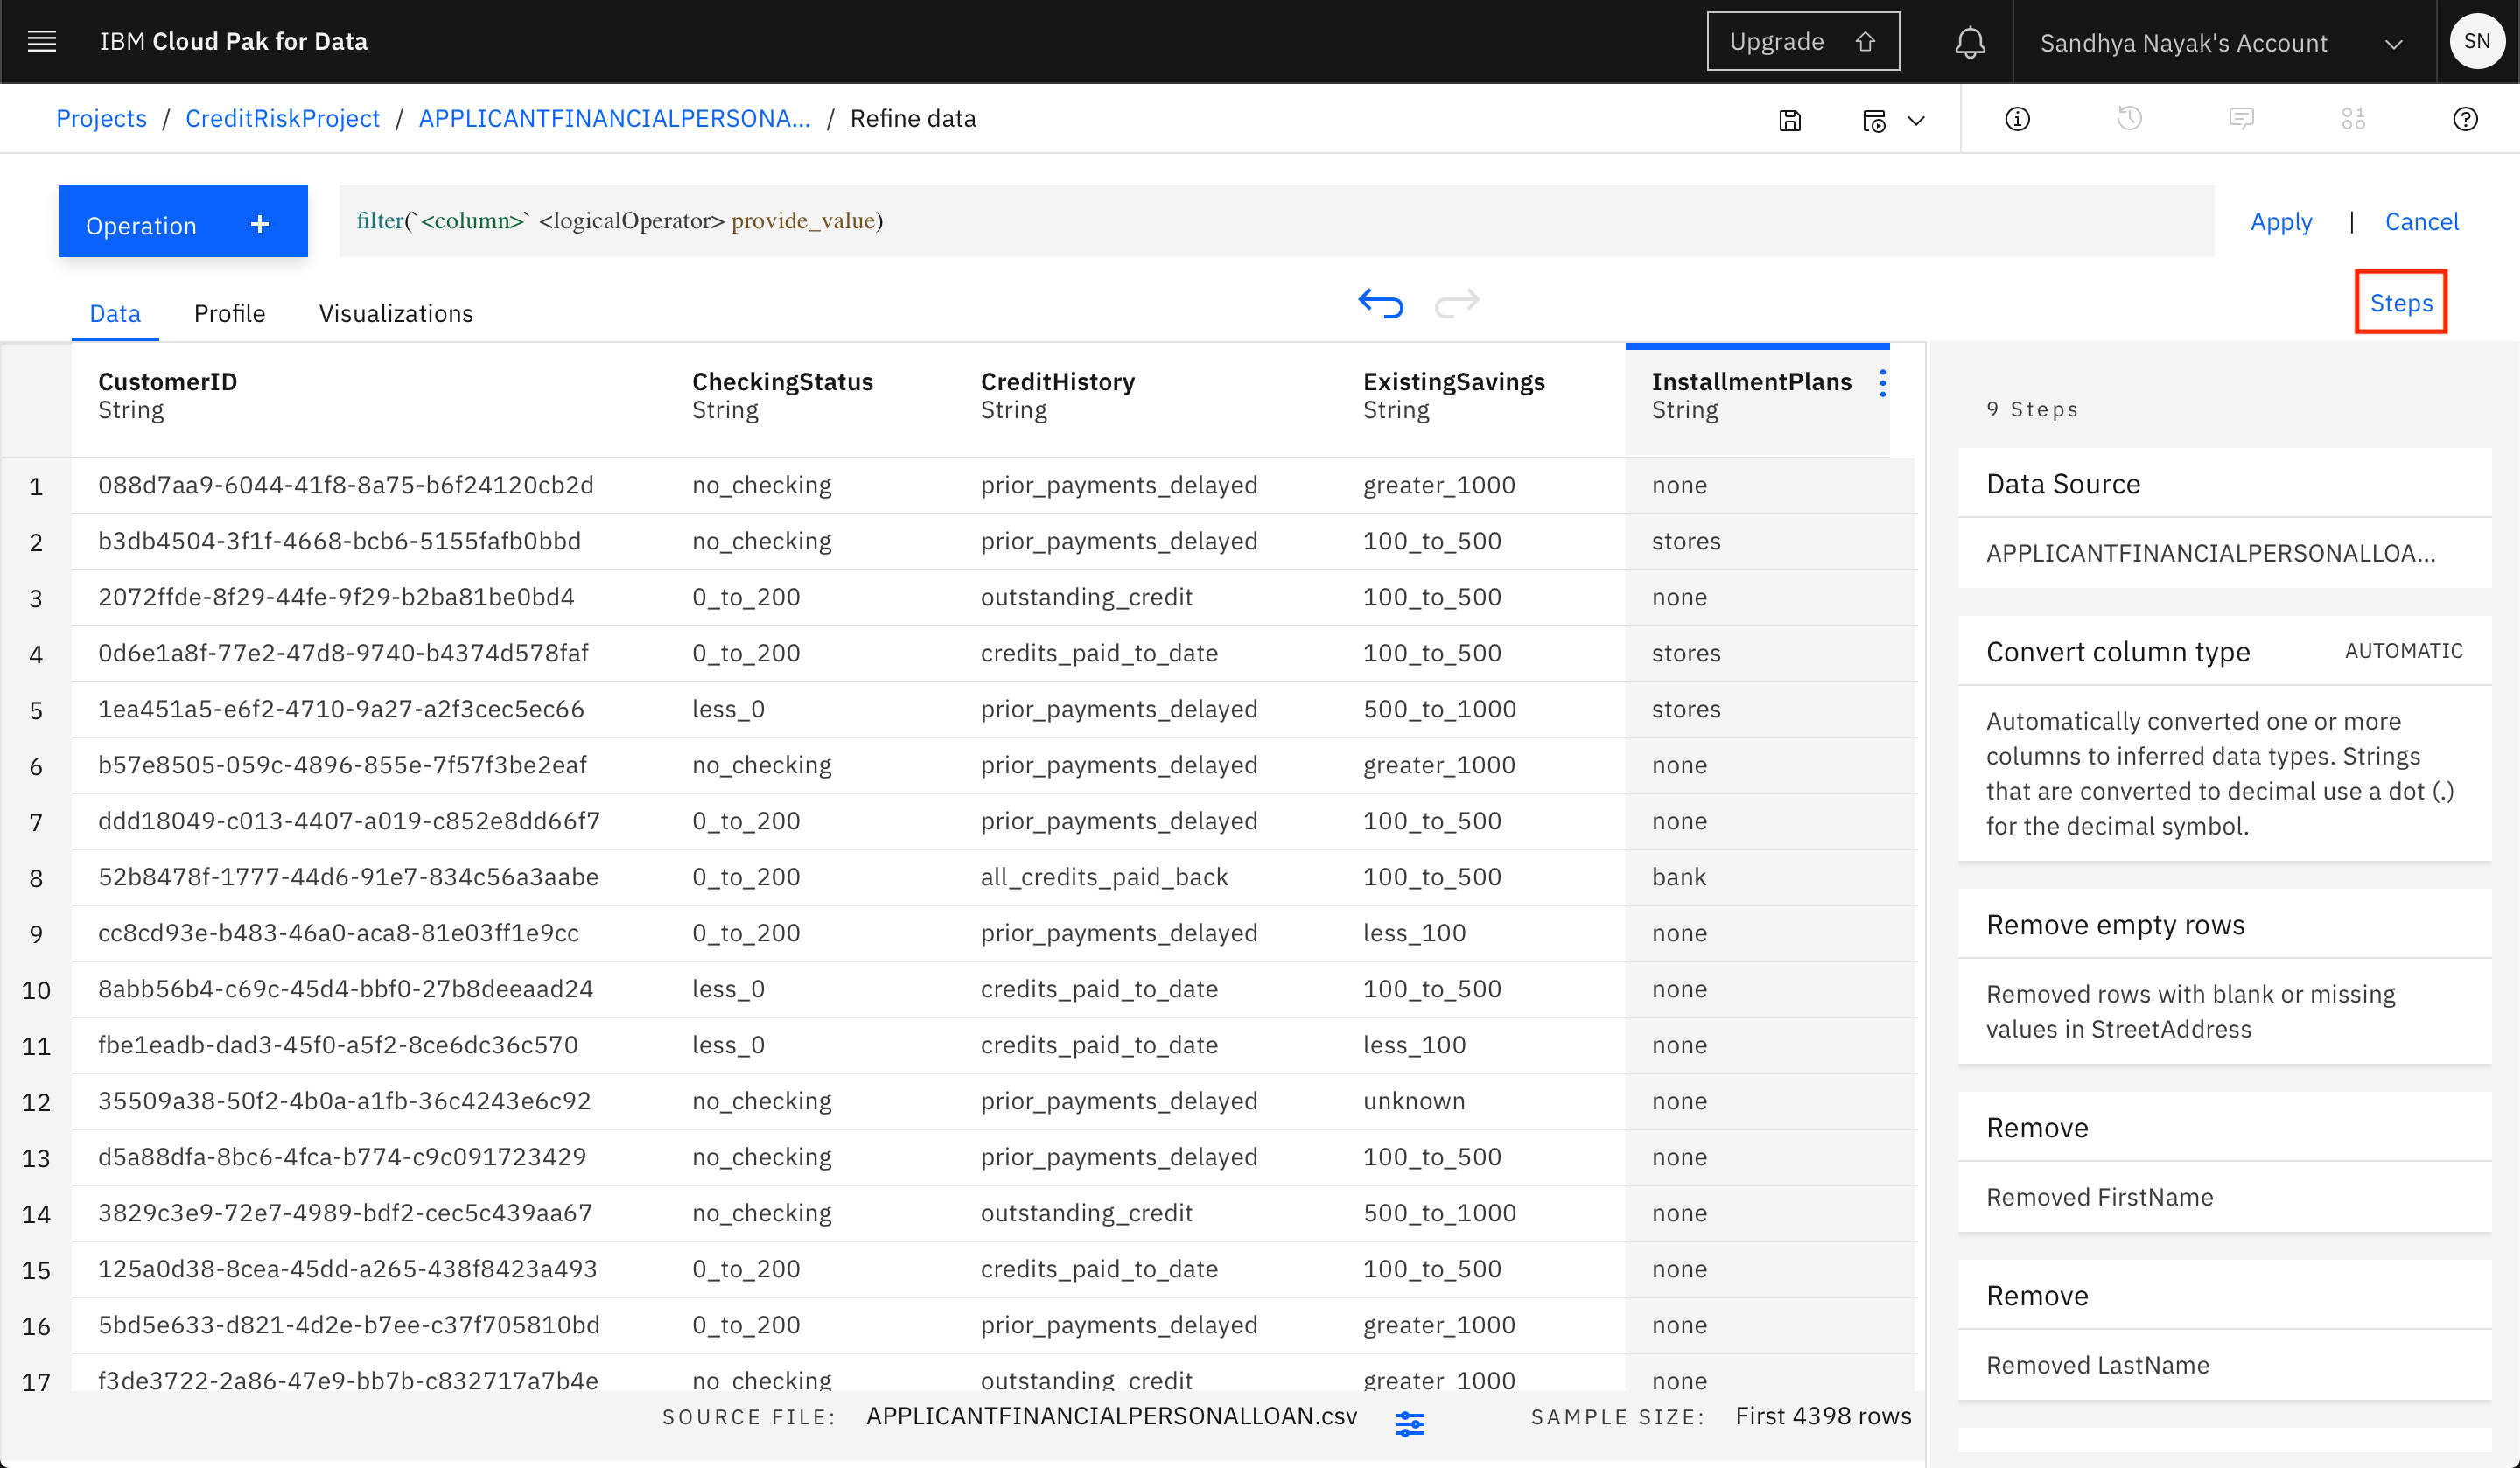 IBM Cloud Pak for Data
Upgrade
Sandhya Nayak's Account
SN
Projects / CreditRiskProject / APPLICANTFINANCIALPERSONA... / Refine data
Operation +
filter(`<column>` <logicalOperator> provide_value)
Apply | Cancel
Data Profile Visualizations
Steps
CustomerID CheckingStatus CreditHistory ExistingSavings InstallmentPlans
String String String String String
1 088d7aa9-6044-41f8-8a75-b6f24120cb2d no_checking prior_payments_delayed greater_1000 none
2 b3db4504-3f1f-4668-bcb6-5155fafb0bbd no_checking prior_payments_delayed 100_to_500 stores
3 2072ffde-8f29-44fe-9f29-b2ba81be0bd4 0_to_200 outstanding_credit 100_to_500 none
4 0d6e1a8f-77e2-47d8-9740-b4374d578faf 0_to_200 credits_paid_to_date 100_to_500 stores
5 1ea451a5-e6f2-4710-9a27-a2f3cec5ec66 less_0 prior_payments_delayed 500_to_1000 stores
6 b57e8505-059c-4896-855e-7f57f3be2eaf no_checking prior_payments_delayed greater_1000 none
7 ddd18049-c013-4407-a019-c852e8dd66f7 0_to_200 prior_payments_delayed 100_to_500 none
8 52b8478f-1777-44d6-91e7-834c56a3aabe 0_to_200 all_credits_paid_back 100_to_500 bank
9 cc8cd93e-b483-46a0-aca8-81e03ff1e9cc 0_to_200 prior_payments_delayed less_100 none
10 8abb56b4-c69c-45d4-bbf0-27b8deeaad24 less_0 credits_paid_to_date 100_to_500 none
11 fbe1eadb-dad3-45f0-a5f2-8ce6dc36c570 less_0 credits_paid_to_date less_100 none
12 35509a38-50f2-4b0a-a1fb-36c4243e6c92 no_checking prior_payments_delayed unknown none
13 d5a88dfa-8bc6-4fca-b774-c9c091723429 no_checking prior_payments_delayed 100_to_500 none
14 3829c3e9-72e7-4989-bdf2-cec5c439aa67 no_checking outstanding_credit 500_to_1000 none
15 125a0d38-8cea-45dd-a265-438f8423a493 0_to_200 credits_paid_to_date 100_to_500 none
16 5bd5e633-d821-4d2e-b7ee-c37f705810bd 0_to_200 prior_payments_delayed greater_1000 none
17 f3de3722-2a86-47e9-bb7b-c832717a7b4e no_checking outstanding_credit greater_1000 none
SOURCE FILE: APPLICANTFINANCIALPERSONALLOAN.csv SAMPLE SIZE: First 4398 rows
9 Steps
Data Source
APPLICANTFINANCIALPERSONALLOA...
Convert column type AUTOMATIC
Automatically converted one or more
columns to inferred data types. Strings
that are converted to decimal use a dot (.)
for the decimal symbol.
Remove empty rows
Removed rows with blank or missing
values in StreetAddress
Remove
Removed FirstName
Remove
Removed LastName